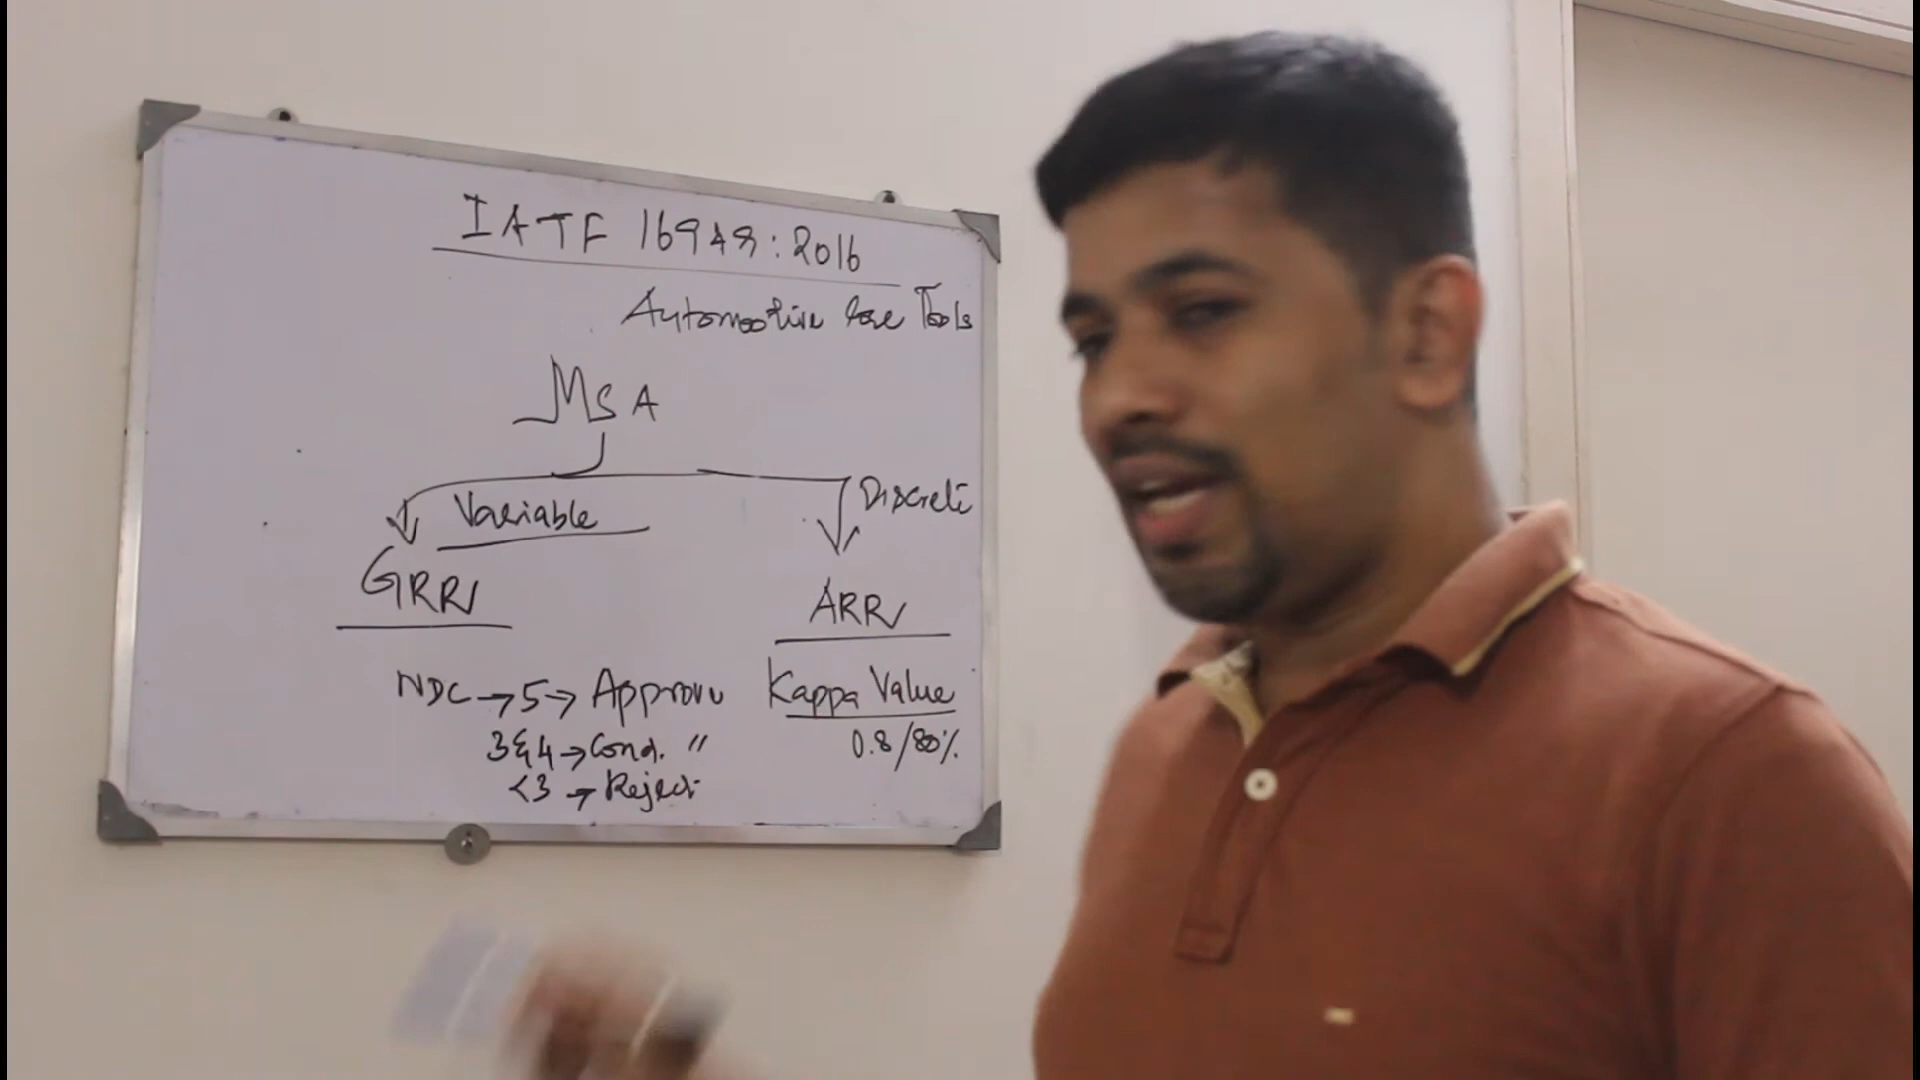 IATF 16949:2016
Automotive Core Tools
MSA
Variable
Discrete
GRR
ARR
NDC → 5 → Approve
3 & 4 → Cond. "
<3 → Reject
Kappa Value
0.8/80%